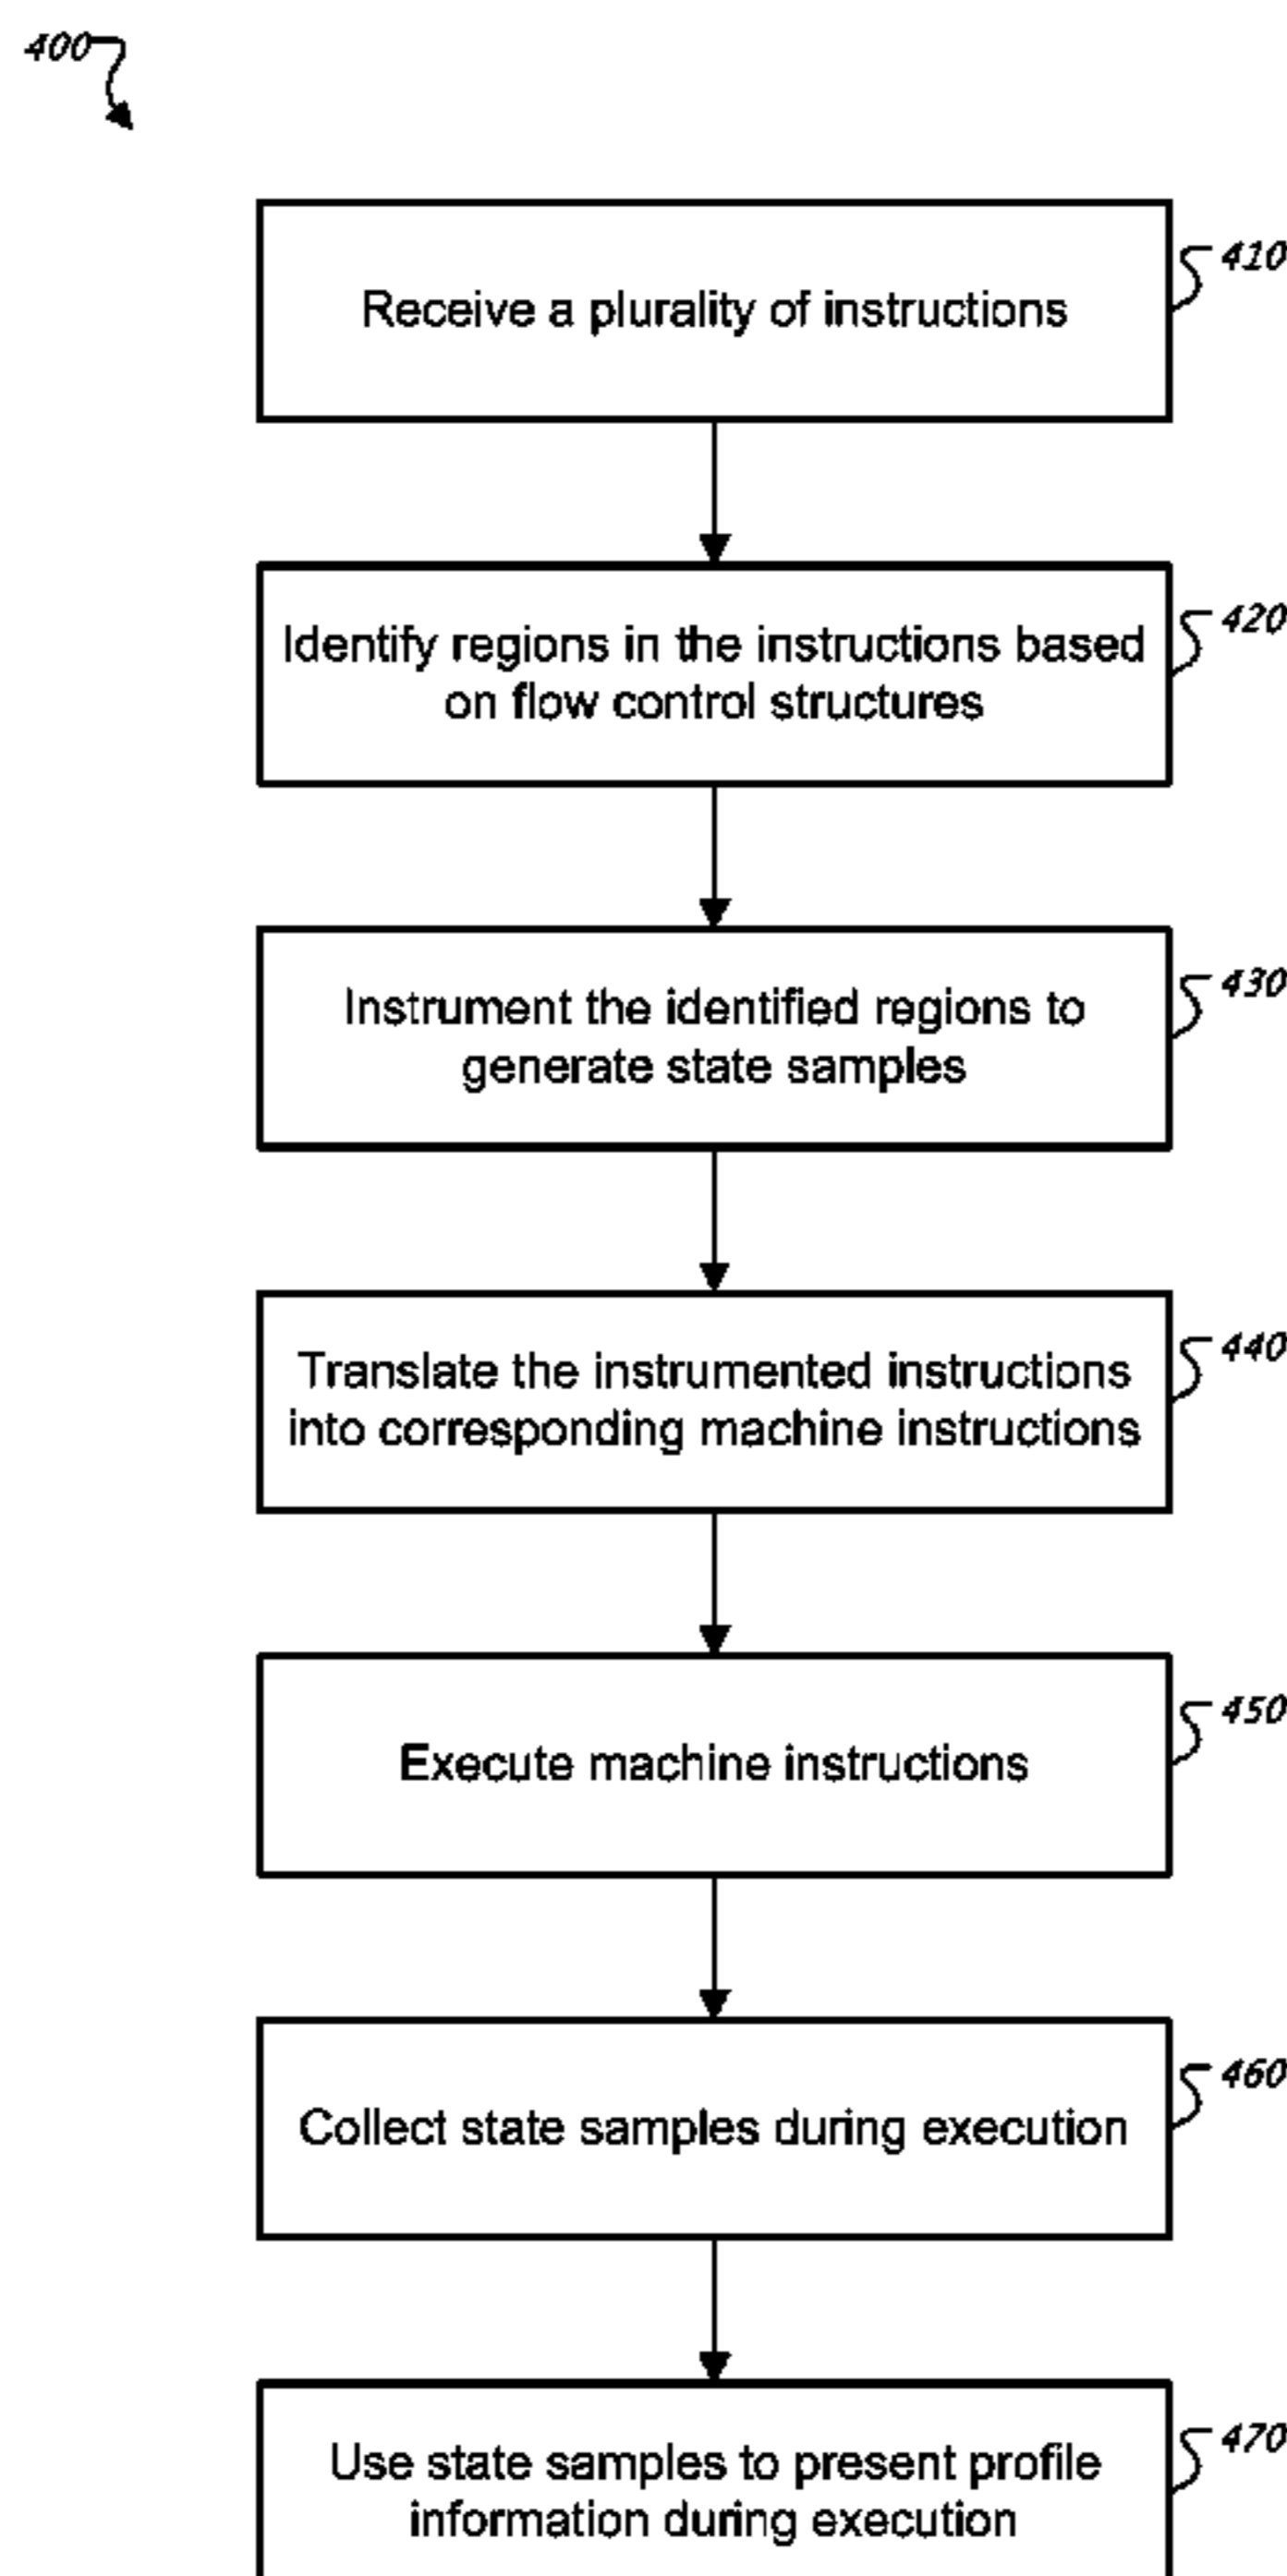 400
Receive a plurality of instructions
410
Identify regions in the instructions based
on flow control structures
420
Instrument the identified regions to
generate state samples
430
Translate the instrumented instructions
into corresponding machine instructions
440
Execute machine instructions
450
Collect state samples during execution
460
Use state samples to present profile
information during execution
470